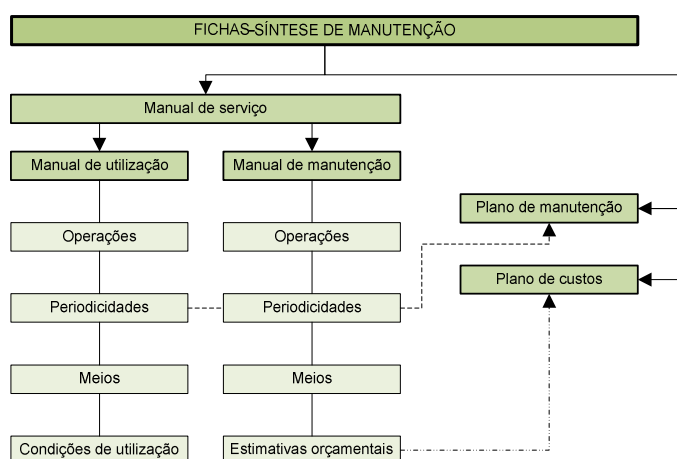 FICHAS-SÍNTESE DE MANUTENÇÃO
Manual de serviço
Manual de utilização
Manual de manutenção
Plano de manutenção
Operações
Operações
Plano de custos
Periodicidades
Periodicidades
Meios
Meios
Condições de utilização
Estimativas orçamentais